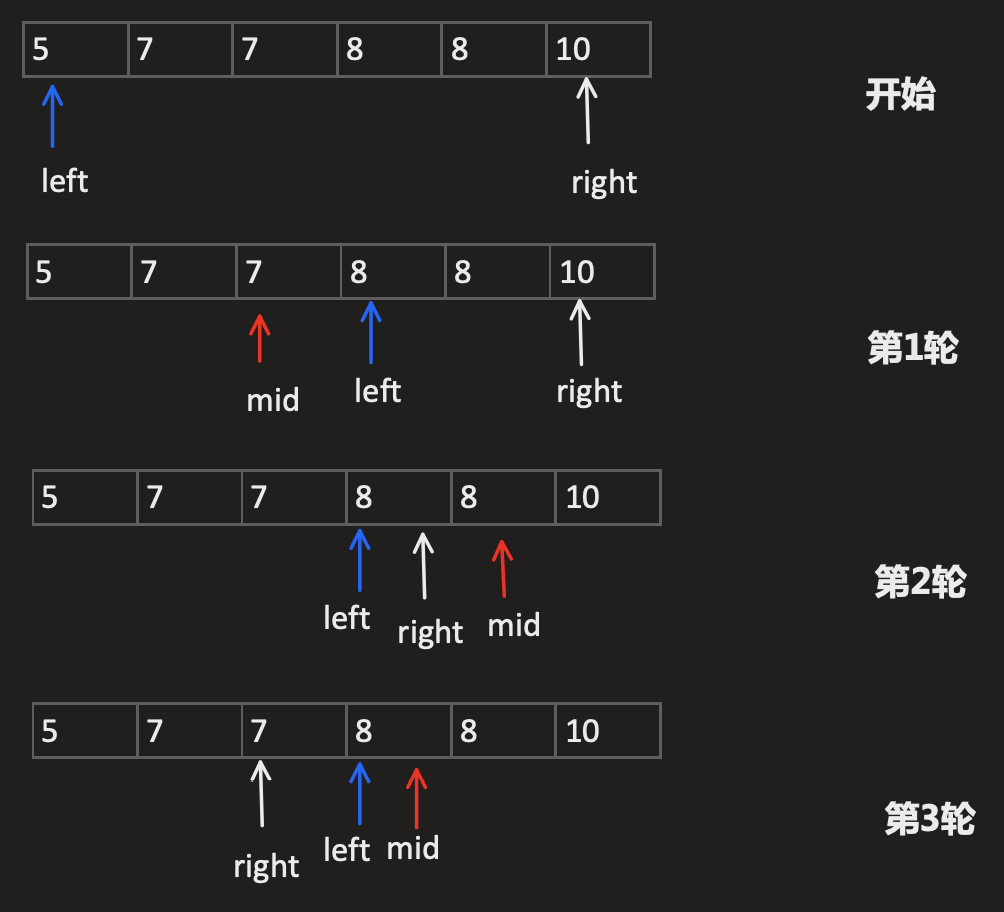 5 7 7 8 8 10
开始
left right
5 7 7 8 8 10
第1轮
mid left right
5 7 7 8 8 10
第2轮
left right mid
5 7 7 8 8 10
第3轮
right left mid